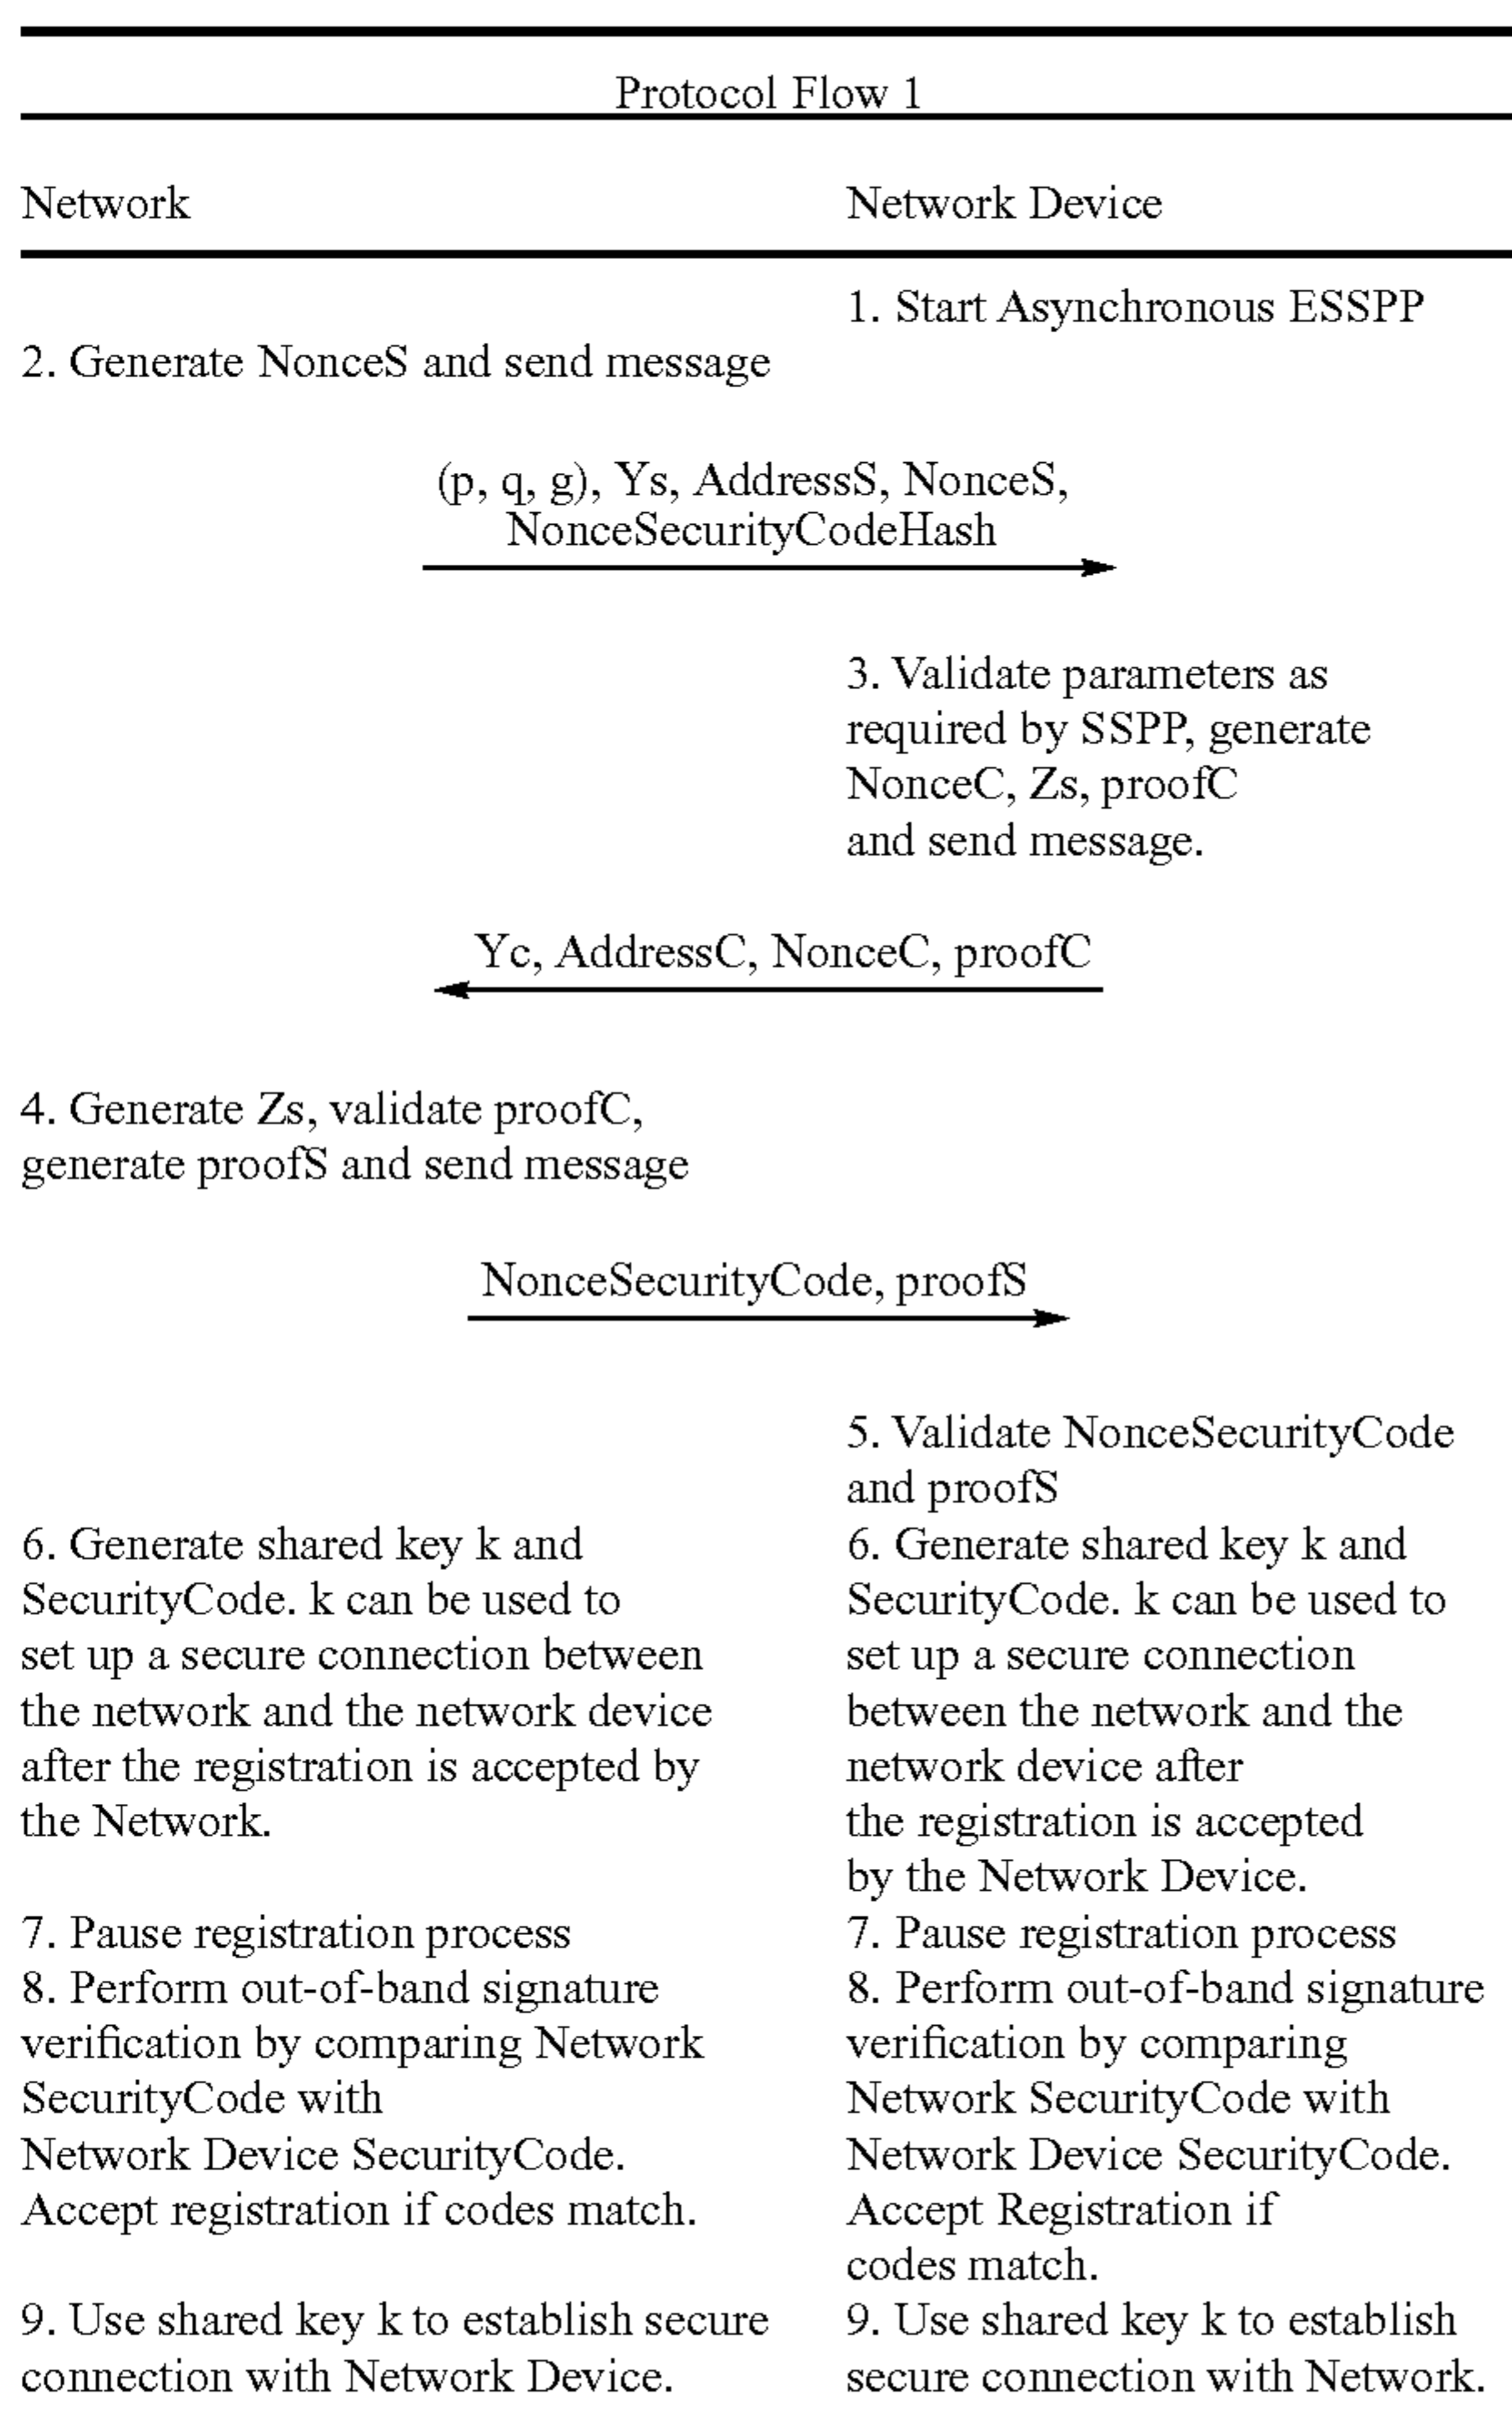 Protocol Flow 1
Network
Network Device
1. Start Asynchronous ESSPP
2. Generate NonceS and send message
(p, q, g), Ys, AddressS, NonceS,
NonceSecurityCodeHash
3. Validate parameters as
required by SSPP, generate
NonceC, Zs, proofC
and send message.
Yc, AddressC, NonceC, proofC
4. Generate Zs, validate proofC,
generate proofS and send message
NonceSecurityCode, proofS
5. Validate NonceSecurityCode
and proofS
6. Generate shared key k and
SecurityCode. k can be used to
set up a secure connection between
the network and the network device
after the registration is accepted by
the Network.
6. Generate shared key k and
SecurityCode. k can be used to
set up a secure connection
between the network and the
network device after
the registration is accepted
by the Network Device.
7. Pause registration process
7. Pause registration process
8. Perform out-of-band signature
verification by comparing Network
SecurityCode with
Network Device SecurityCode.
Accept registration if codes match.
8. Perform out-of-band signature
verification by comparing
Network SecurityCode with
Network Device SecurityCode.
Accept Registration if
codes match.
9. Use shared key k to establish secure
connection with Network Device.
9. Use shared key k to establish
secure connection with Network.